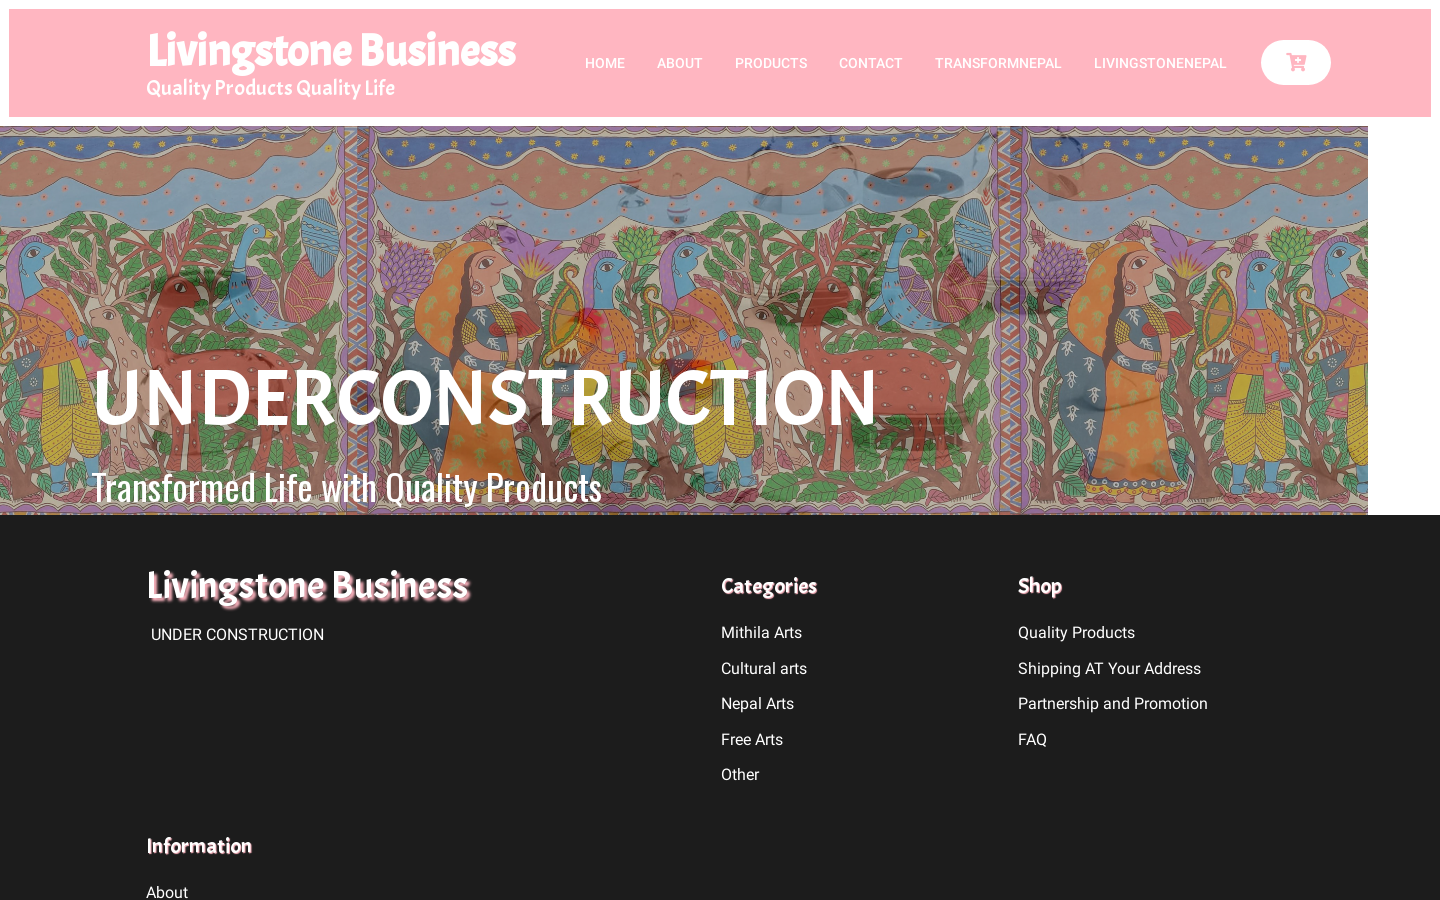 Livingstone Business
Quality Products Quality Life
HOME ABOUT PRODUCTS CONTACT TRANSFORMNEPAL LIVINGSTONENEPAL
UNDERCONSTRUCTION
Transformed Life with Quality Products
Livingstone Business
UNDER CONSTRUCTION
Categories
Mithila Arts
Cultural arts
Nepal Arts
Free Arts
Other
Shop
Quality Products
Shipping AT Your Address
Partnership and Promotion
FAQ
Information
About